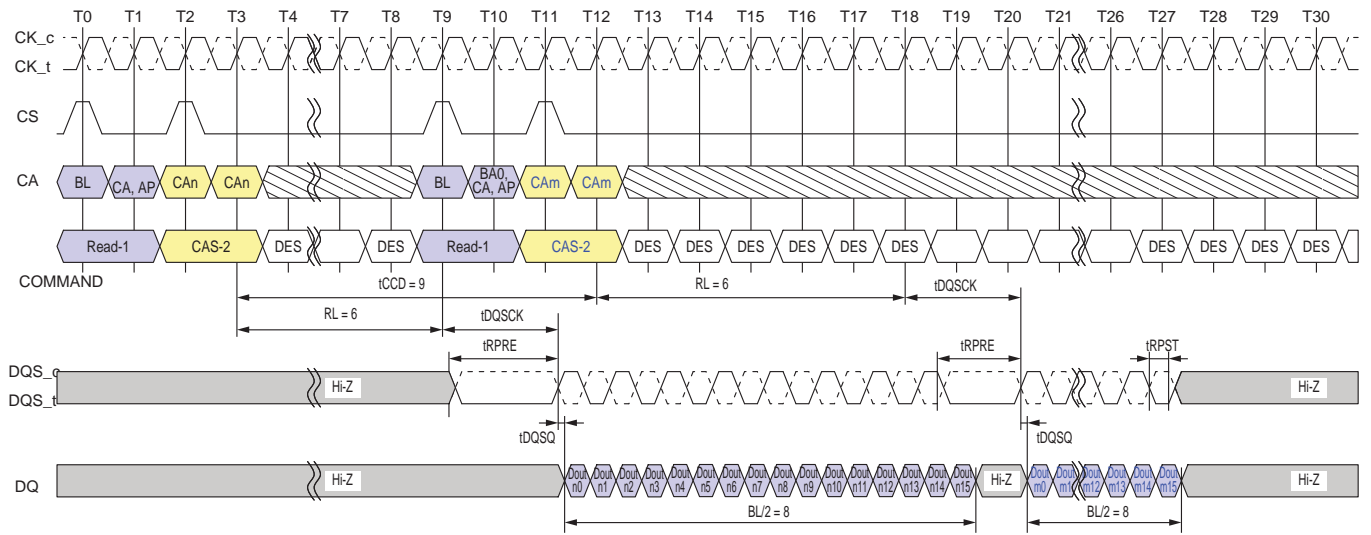 T0 T1 T2 T3 T4 T7 T8 T9 T10 T11 T12 T13 T14 T15 T16 T17 T18 T19 T20 T21 T26 T27 T28 T29 T30
CK_c
CK_t
CS
CA BL CA, AP CAn CAn BL BA0, CA, AP CAm CAm
Read-1 CAS-2 DES DES Read-1 CAS-2 DES DES DES DES DES DES DES DES DES DES
COMMAND
tCCD = 9 RL = 6 tDQSCK
RL = 6 tDQSCK
tRPRE tRPRE tRPST
DQS_c Hi-Z Hi-Z
DQS_t
tDQSQ tDQSQ
DQ Hi-Z Dout n0 Dout n1 Dout n2 Dout n3 Dout n4 Dout n5 Dout n6 Dout n7 Dout n8 Dout n9 Dout n10 Dout n11 Dout n12 Dout n13 Dout n14 Dout n15 Hi-Z Dout m0 Dout m1 Dout m12 Dout m13 Dout m14 Dout m15 Hi-Z
BL/2 = 8 BL/2 = 8